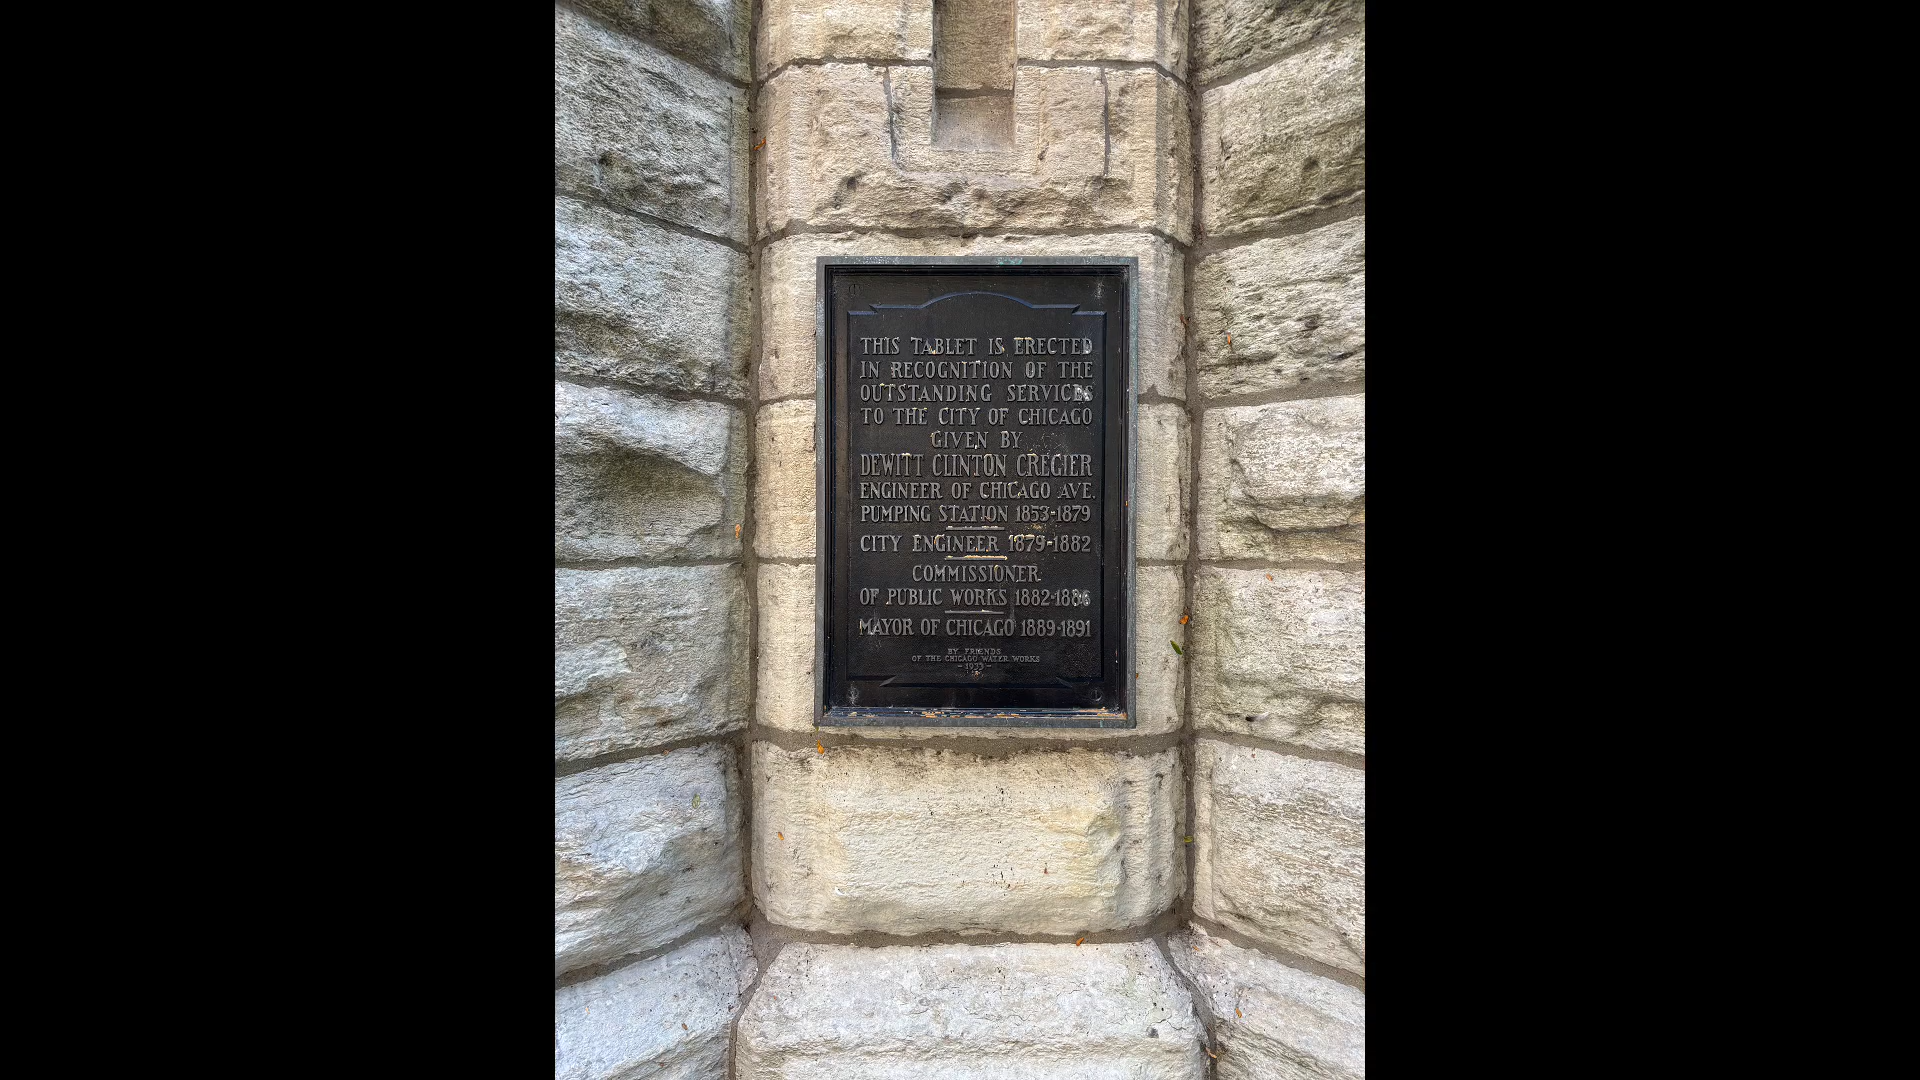 THIS TABLET IS ERECTED
IN RECOGNITION OF THE
OUTSTANDING SERVICES
TO THE CITY OF CHICAGO
GIVEN BY
DEWITT CLINTON CREGIER
ENGINEER OF CHICAGO AVE.
PUMPING STATION 1853-1879
CITY ENGINEER 1879-1882
COMMISSIONER
OF PUBLIC WORKS 1882-1886
MAYOR OF CHICAGO 1889-1891
BY FRIENDS
OF THE CHICAGO WATER WORKS